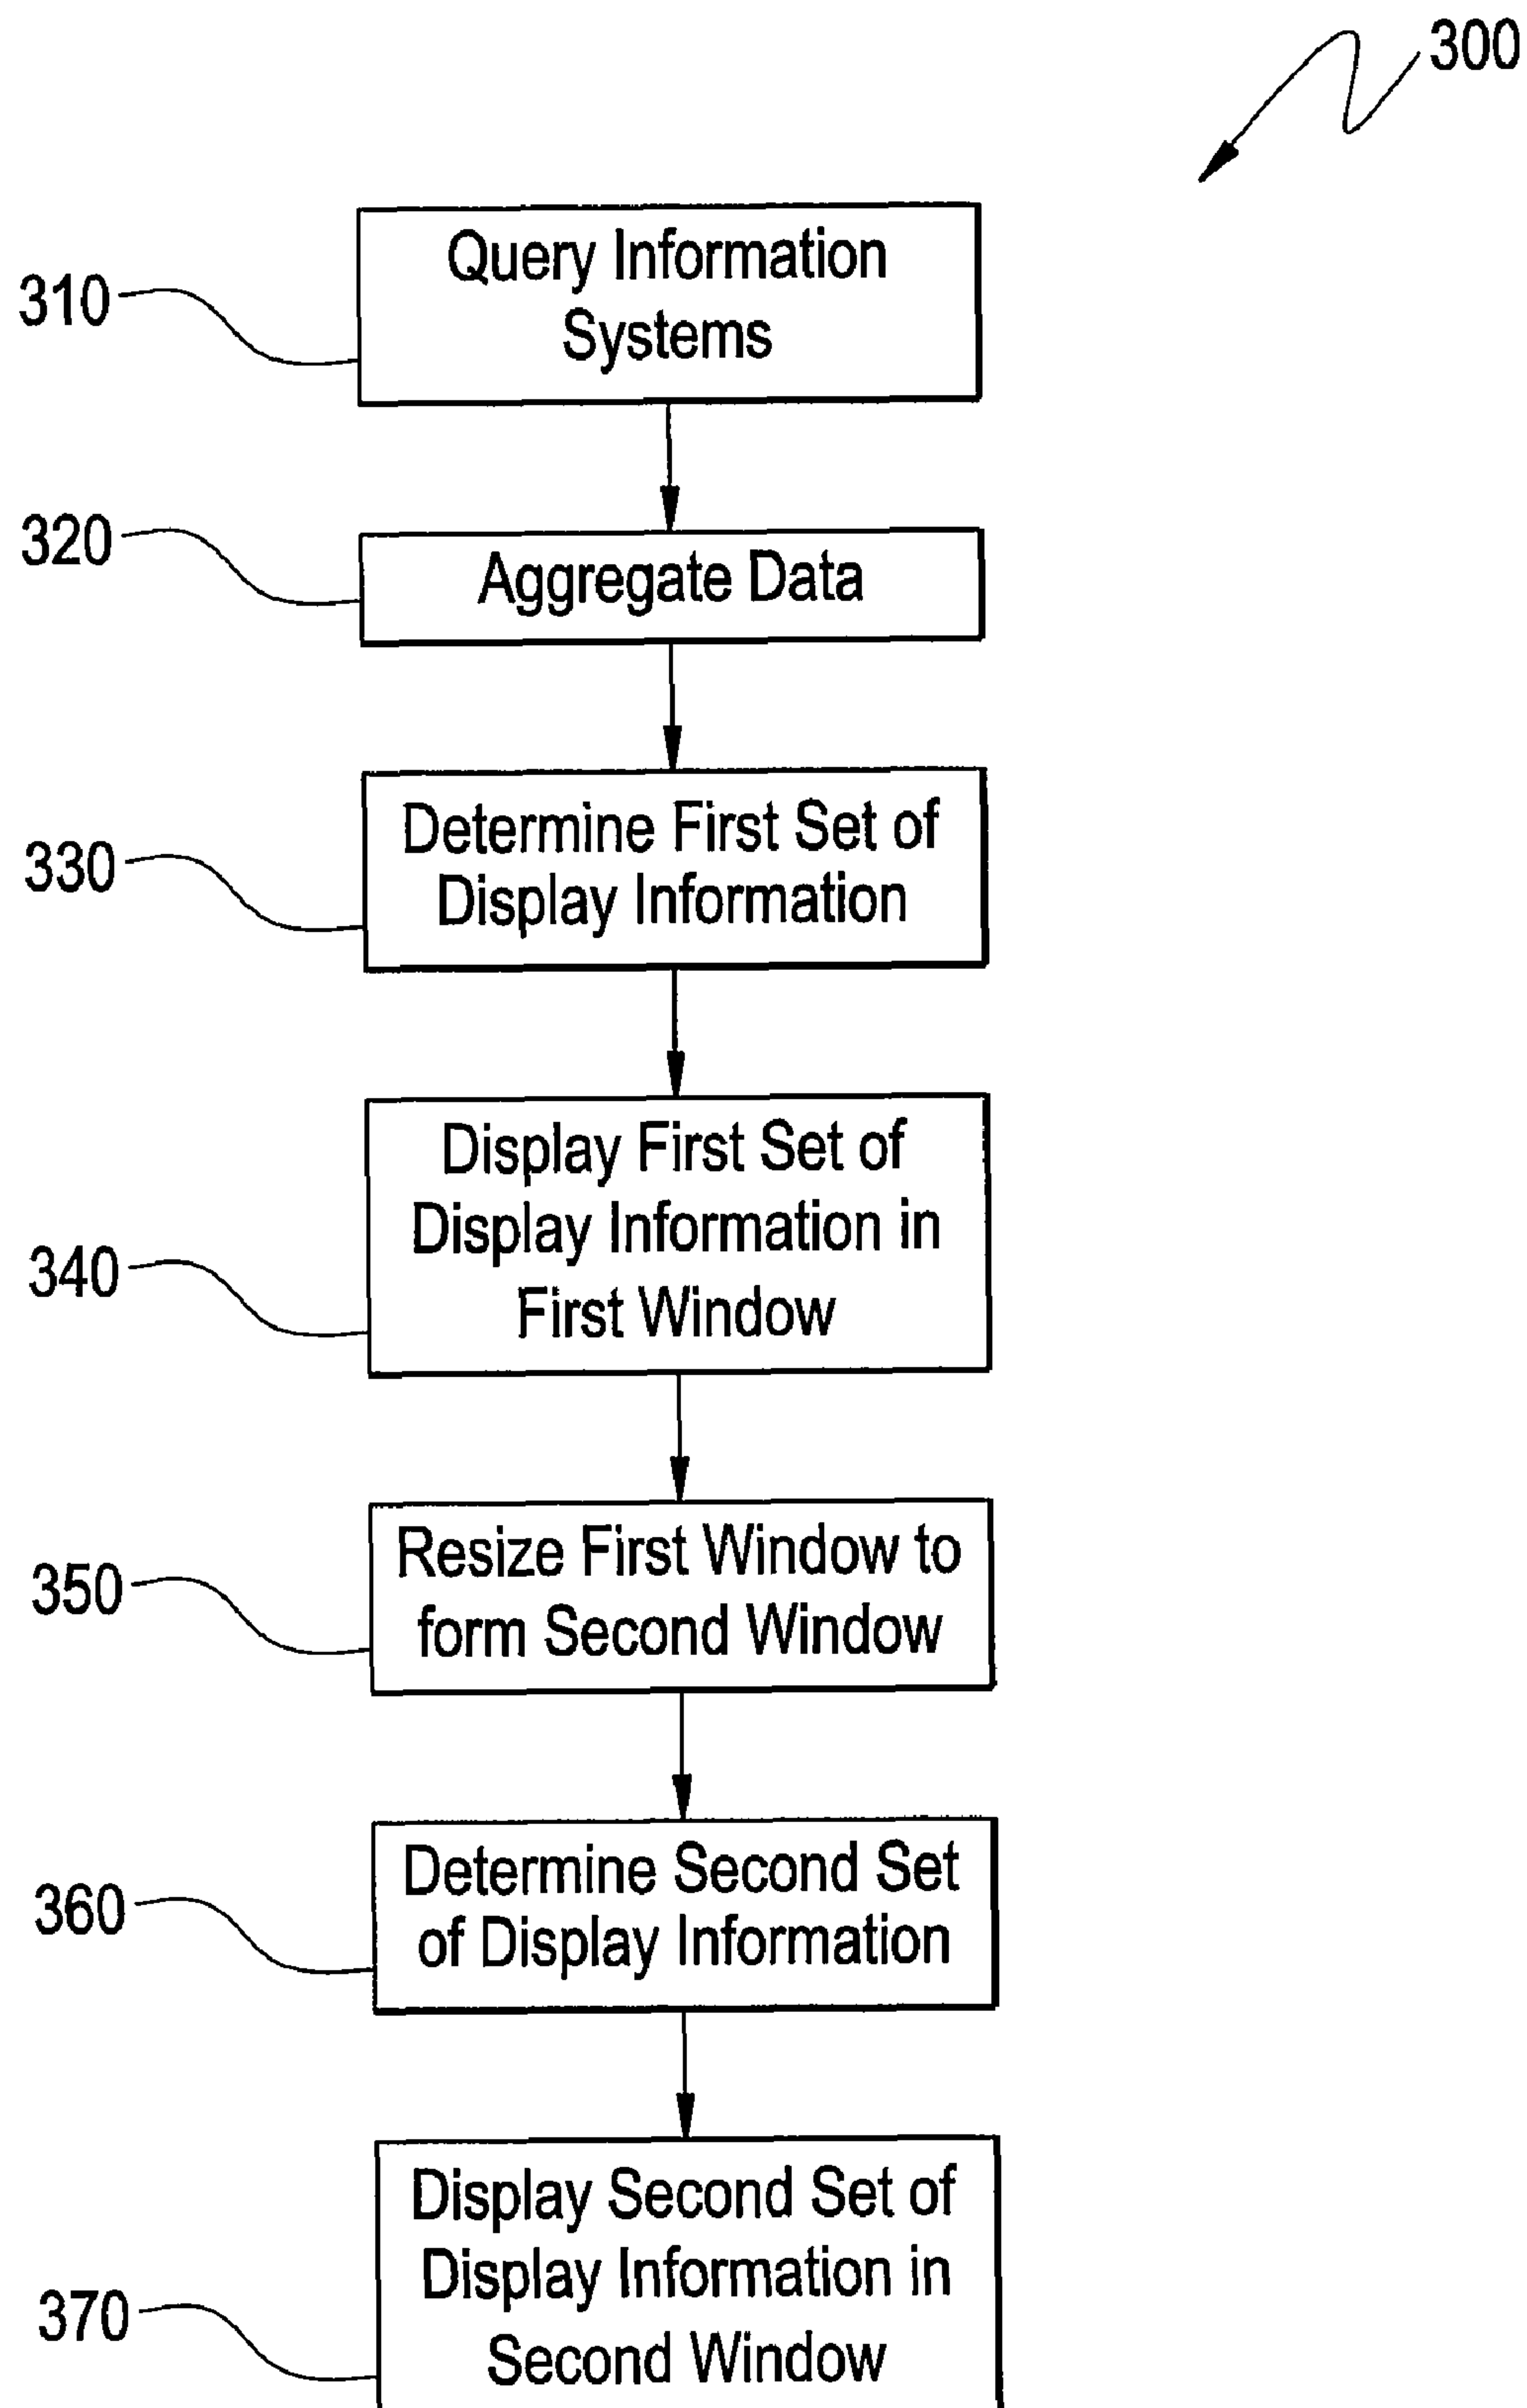 300
310
Query Information
Systems
320
Aggregate Data
330
Determine First Set of
Display Information
340
Display First Set of
Display Information in
First Window
350
Resize First Window to
form Second Window
360
Determine Second Set
of Display Information
370
Display Second Set of
Display Information in
Second Window